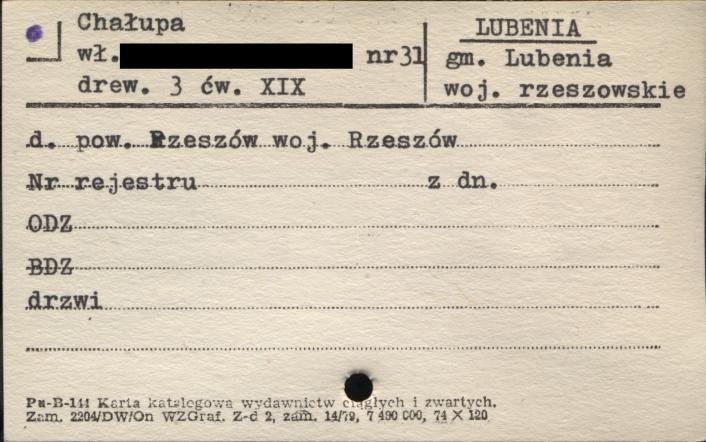 Chałupa
wł. nr31
drew. 3 ćw. XIX
LUBENIA
gm. Lubenia
woj. rzeszowskie
d. pow. Rzeszów woj. Rzeszów
Nr rejestru z dn.
ODZ
BDZ
drzwi
Pu-B-144 Karta katalogowa wydawnictw ciągłych i zwartych.
Zam. 2204/DW/On WZGraf. Z-d 2, zam. 14/79, 7 490 000, 74 X 120